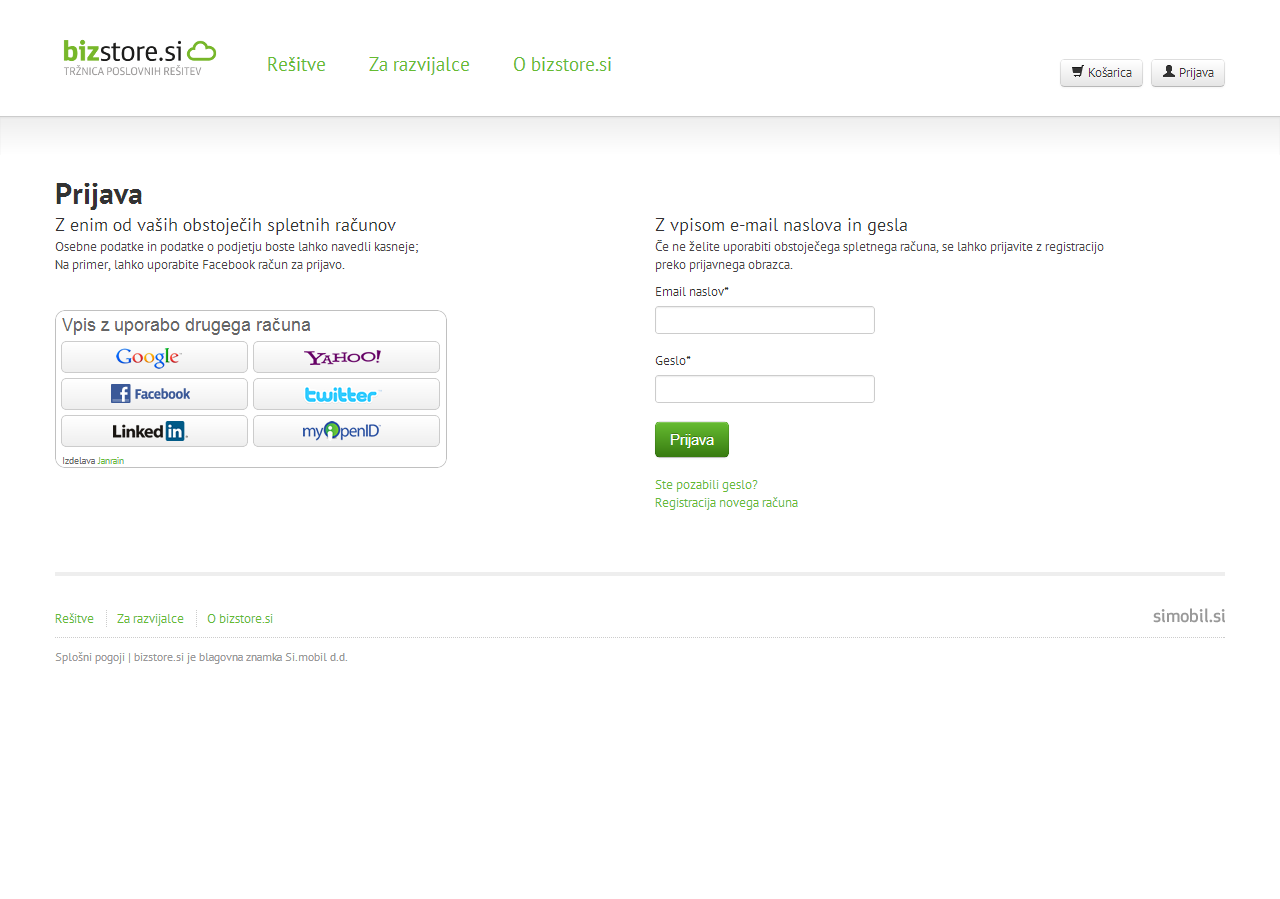 bizstore.si
TRŽNICA POSLOVNIH REŠITEV
Rešitve
Za razvijalce
O bizstore.si
Košarica
Prijava
Prijava
Z enim od vaših obstoječih spletnih računov
Osebne podatke in podatke o podjetju boste lahko navedli kasneje;
Na primer, lahko uporabite Facebook račun za prijavo.
Vpis z uporabo drugega računa
Google
YAHOO!
Facebook
twitter
Linked in
myOpenID
Izdelava Janrain
Z vpisom e-mail naslova in gesla
Če ne želite uporabiti obstoječega spletnega računa, se lahko prijavite z registracijo
preko prijavnega obrazca.
Email naslov*
Geslo*
Prijava
Ste pozabili geslo?
Registracija novega računa
Rešitve
Za razvijalce
O bizstore.si
simobil.si
Splošni pogoji | bizstore.si je blagovna znamka Si.mobil d.d.